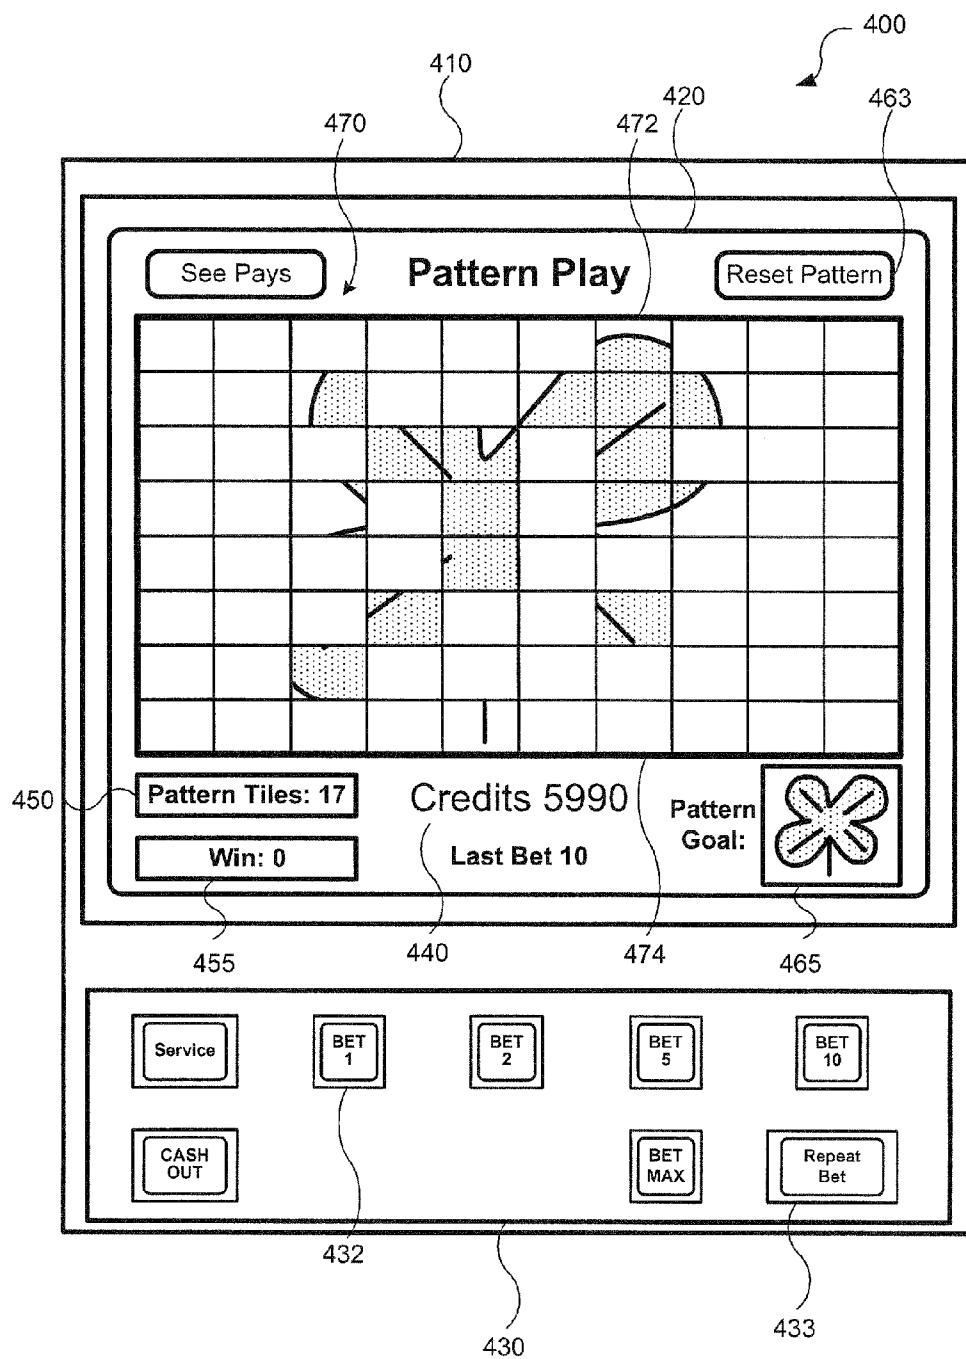 400
410
420
463
470
472
See Pays
Pattern Play
Reset Pattern
450
Pattern Tiles: 17
Credits 5990
Pattern
Goal:
Win: 0
Last Bet 10
455
440
474
465
Service
BET
1
BET
2
BET
5
BET
10
CASH
OUT
BET
MAX
Repeat
Bet
432
433
430